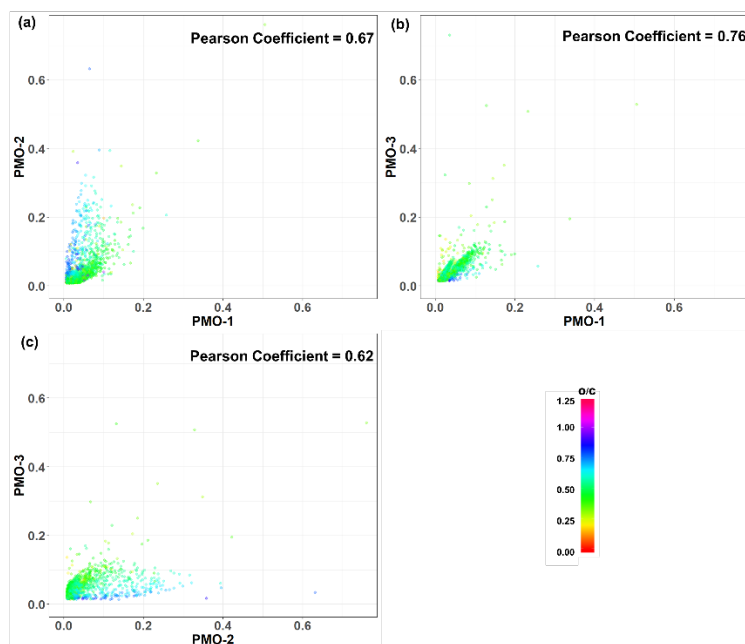 (a)
Pearson Coefficient = 0.67
PMO-2
0.6
0.4
0.2
0.0
0.0 0.2 0.4 0.6
PMO-1
(b)
Pearson Coefficient = 0.76
PMO-3
0.6
0.4
0.2
0.0
0.0 0.2 0.4 0.6
PMO-1
(c)
Pearson Coefficient = 0.62
PMO-3
0.6
0.4
0.2
0.0
0.0 0.2 0.4 0.6
PMO-2
O/C
1.25
1.00
0.75
0.50
0.25
0.00